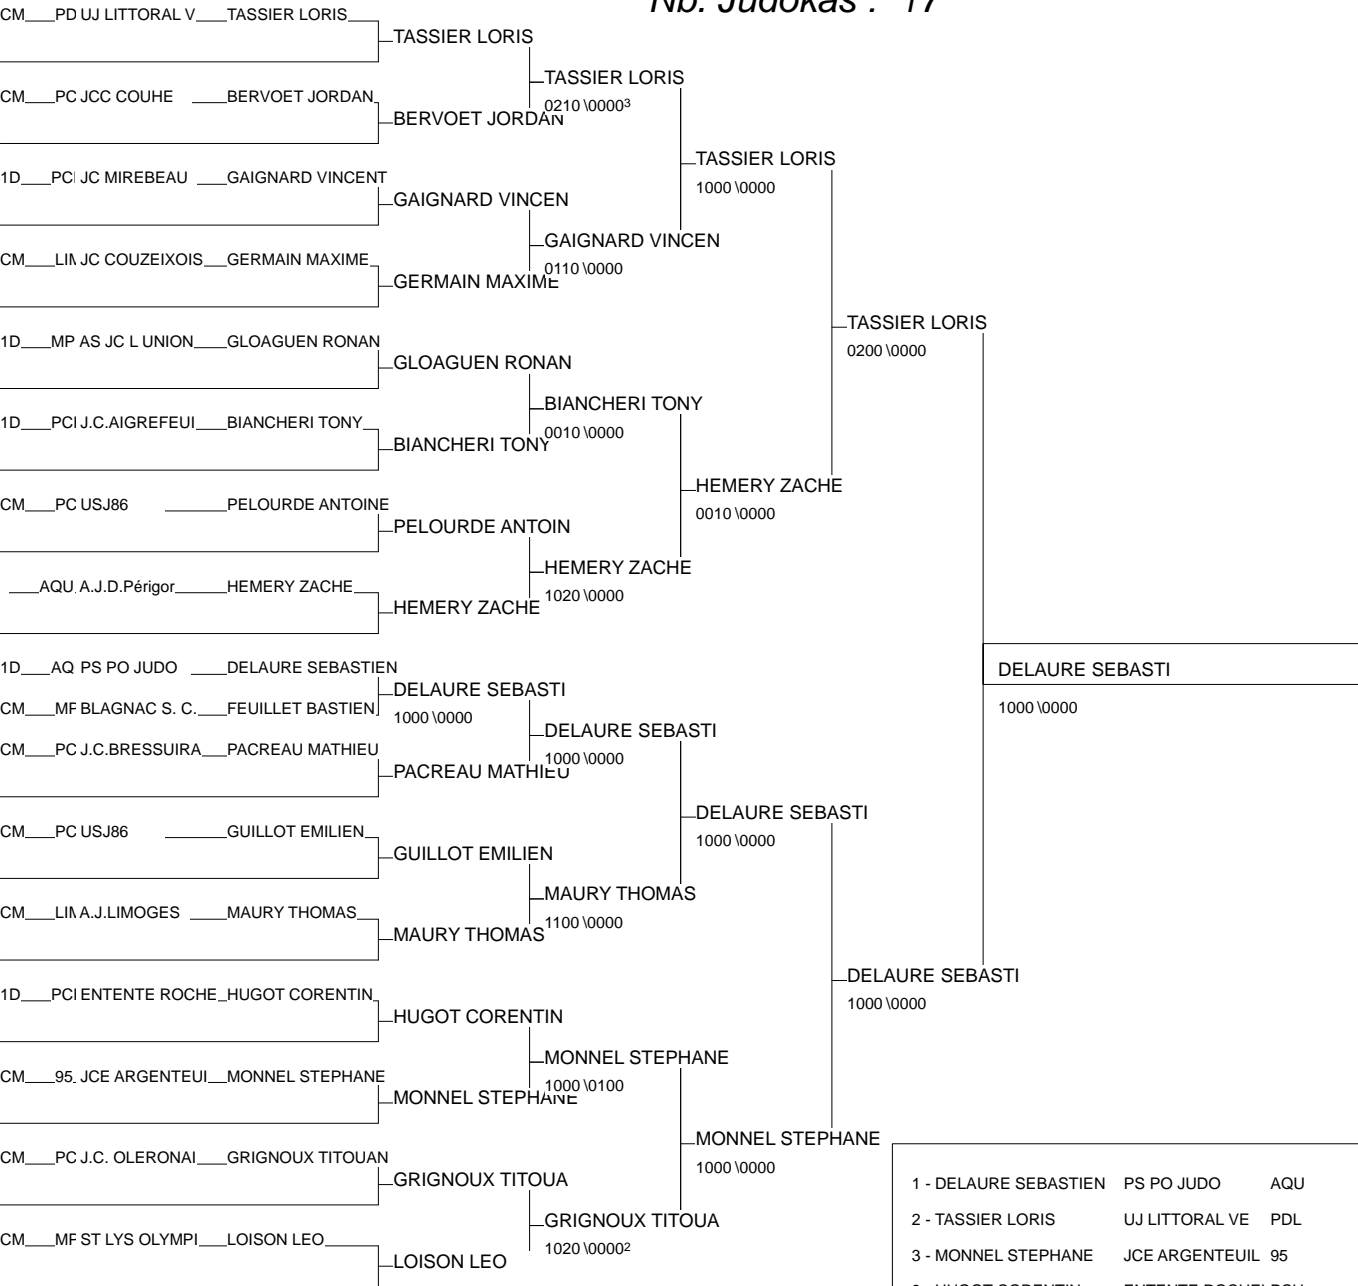 Nb. Judokas : 17
CM PD UJ LITTORAL V TASSIER LORIS
TASSIER LORIS
TASSIER LORIS
0210 \0000³
CM PC JCC COUHE BERVOET JORDAN
BERVOET JORDAN
TASSIER LORIS
1000 \0000
1D PC JC MIREBEAU GAIGNARD VINCENT
GAIGNARD VINCEN
GAIGNARD VINCEN
0110 \0000
CM LIM JC COUZEIXOIS GERMAIN MAXIME
GERMAIN MAXIME
TASSIER LORIS
0200 \0000
1D MP AS JC L UNION GLOAGUEN RONAN
GLOAGUEN RONAN
BIANCHERI TONY
0010 \0000
1D PC J.C.AIGREFEUI BIANCHERI TONY
BIANCHERI TONY
HEMERY ZACHE
0010 \0000
CM PC USJ86 PELOURDE ANTOINE
PELOURDE ANTOIN
HEMERY ZACHE
1020 \0000
AQU A.J.D.Périgor HEMERY ZACHE
HEMERY ZACHE
DELAURE SEBASTI
1000 \0000
1D AQ PS PO JUDO DELAURE SEBASTIEN
DELAURE SEBASTI
1000 \0000
CM MP BLAGNAC S. C. FEUILLET BASTIEN
DELAURE SEBASTI
1000 \0000
CM PC J.C.BRESSUIRA PACREAU MATHIEU
PACREAU MATHIEU
DELAURE SEBASTI
1000 \0000
CM PC USJ86 GUILLOT EMILIEN
GUILLOT EMILIEN
MAURY THOMAS
1100 \0000
CM LIM A.J.LIMOGES MAURY THOMAS
MAURY THOMAS
DELAURE SEBASTI
1000 \0000
1D PC ENTENTE ROCHE HUGOT CORENTIN
HUGOT CORENTIN
MONNEL STEPHANE
1000 \0100
CM 95 JCE ARGENTEUI MONNEL STEPHANE
MONNEL STEPHANE
MONNEL STEPHANE
1000 \0000
CM PC J.C. OLERONAI GRIGNOUX TITOUAN
GRIGNOUX TITOUA
GRIGNOUX TITOUA
1020 \0000²
CM MP ST LYS OLYMPI LOISON LEO
LOISON LEO
1 - DELAURE SEBASTIEN PS PO JUDO AQU
2 - TASSIER LORIS UJ LITTORAL VE PDL
3 - MONNEL STEPHANE JCE ARGENTEUIL 95